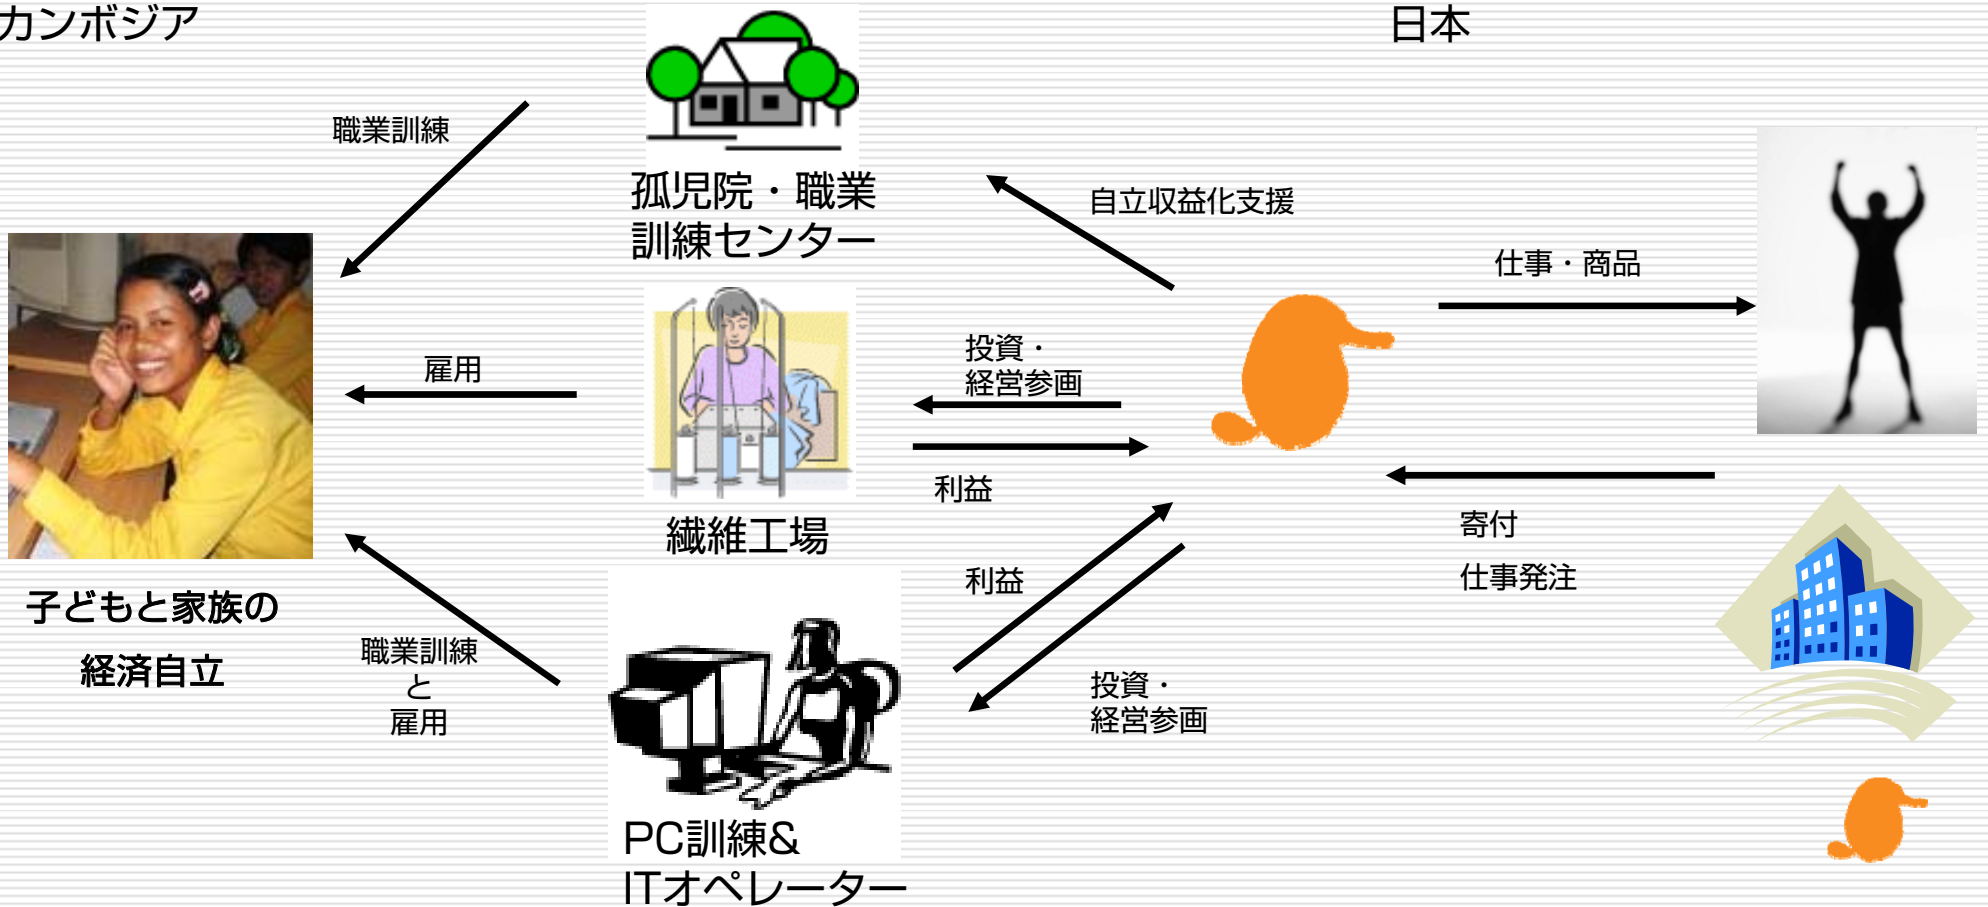 カンボジア
日本
職業訓練
孤児院・職業
訓練センター
自立収益化支援
仕事・商品
雇用
投資・
経営参画
利益
繊維工場
寄付
仕事発注
利益
子どもと家族の
経済自立
職業訓練
と
雇用
投資・
経営参画
PC訓練&
ITオペレーター